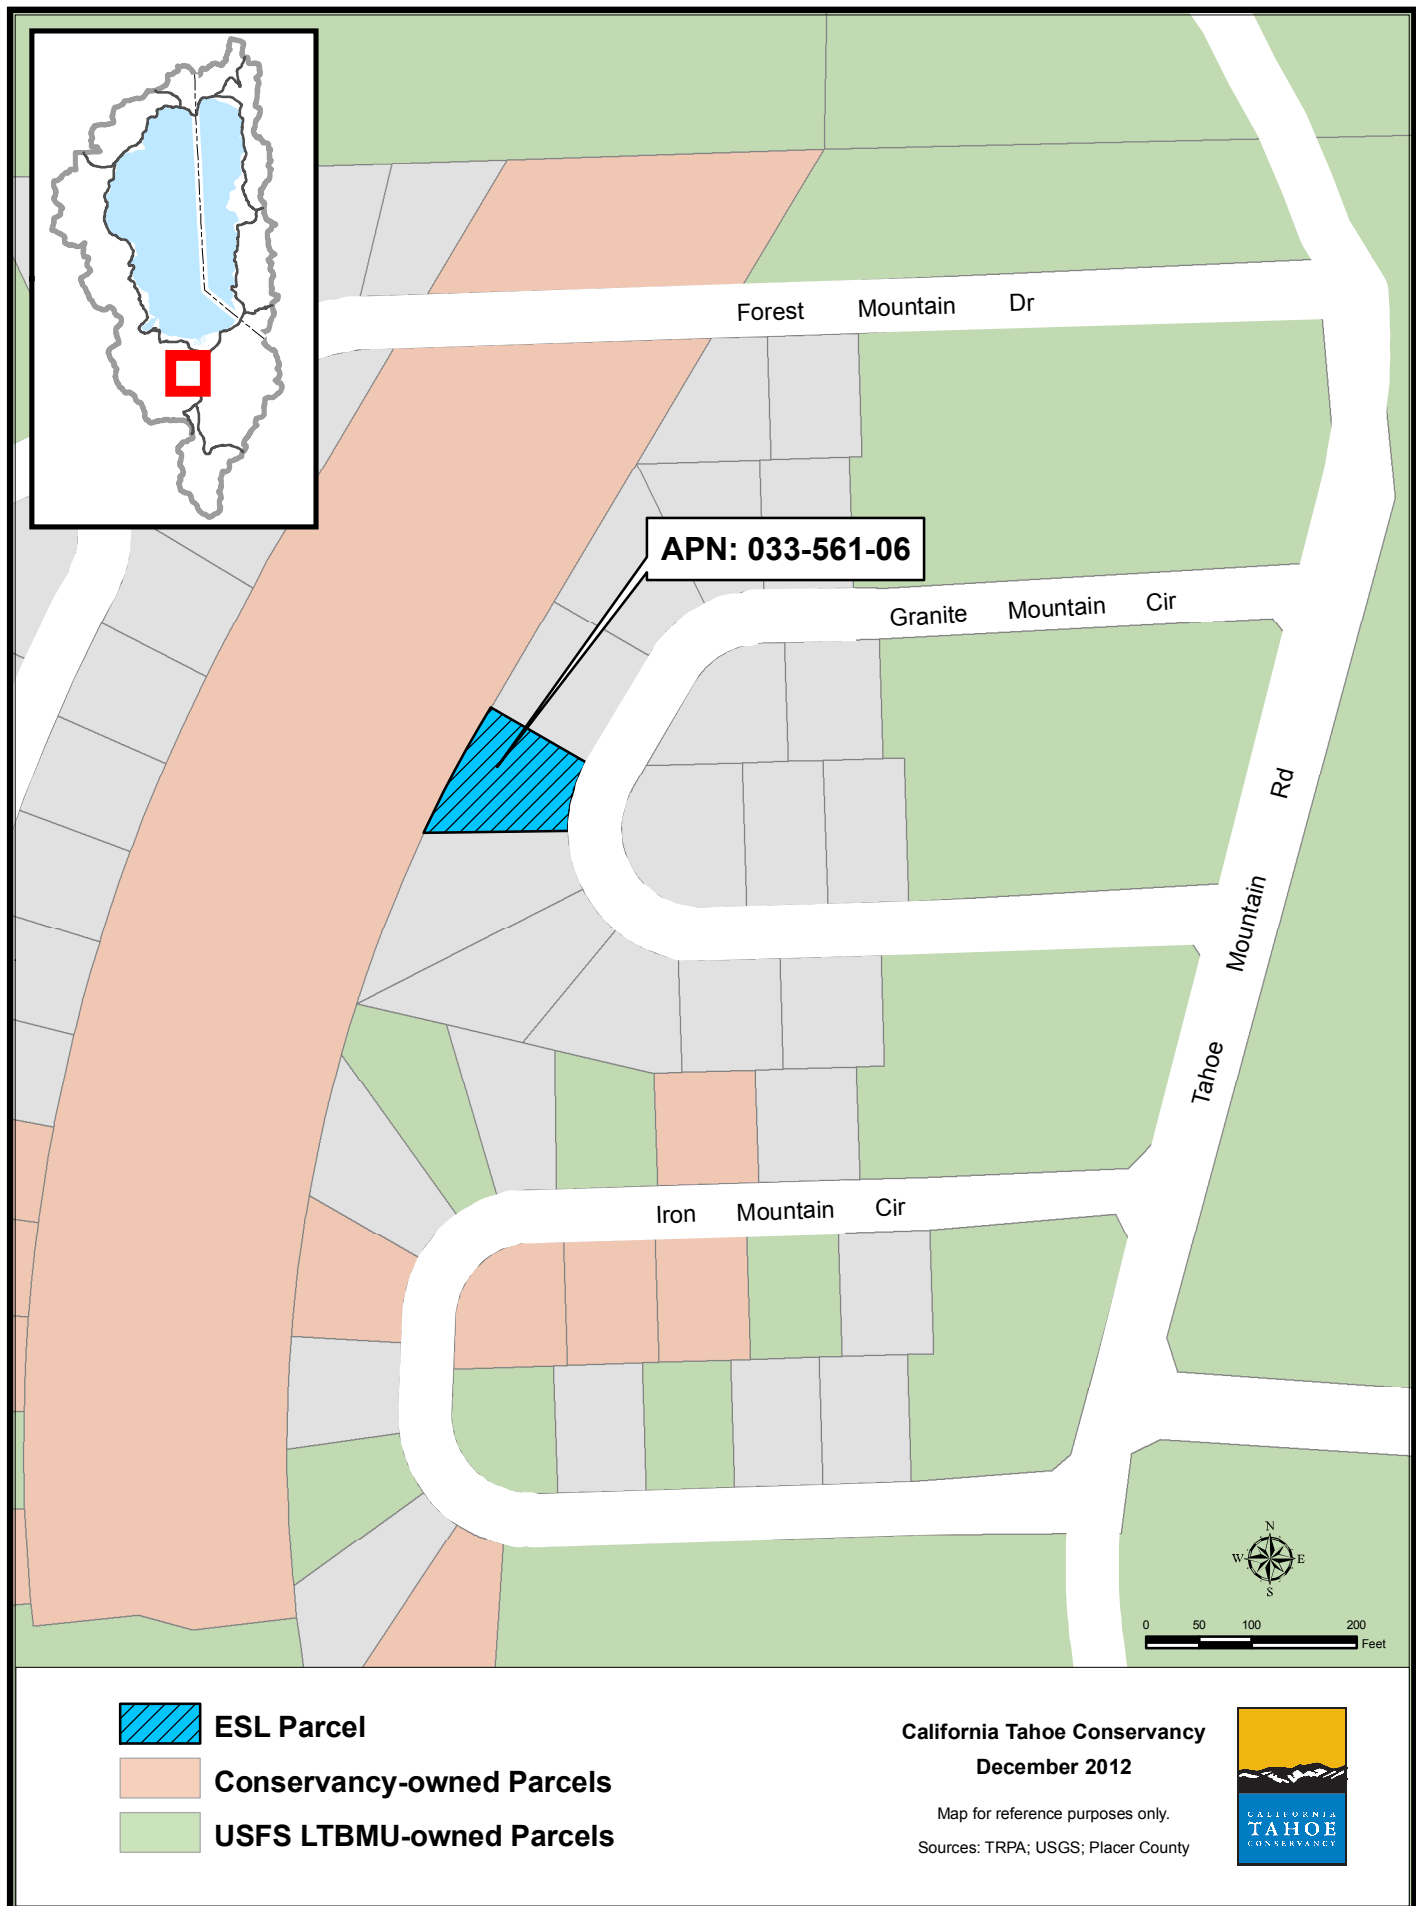 Forest Mountain Dr
APN: 033-561-06
Granite Mountain Cir
Tahoe Mountain Rd
Iron Mountain Cir
N
W E
S
0 50 100 200
Feet
ESL Parcel
Conservancy-owned Parcels
USFS LTBMU-owned Parcels
California Tahoe Conservancy
December 2012
Map for reference purposes only.
Sources: TRPA; USGS; Placer County
CALIFORNIA
TAHOE
CONSERVANCY